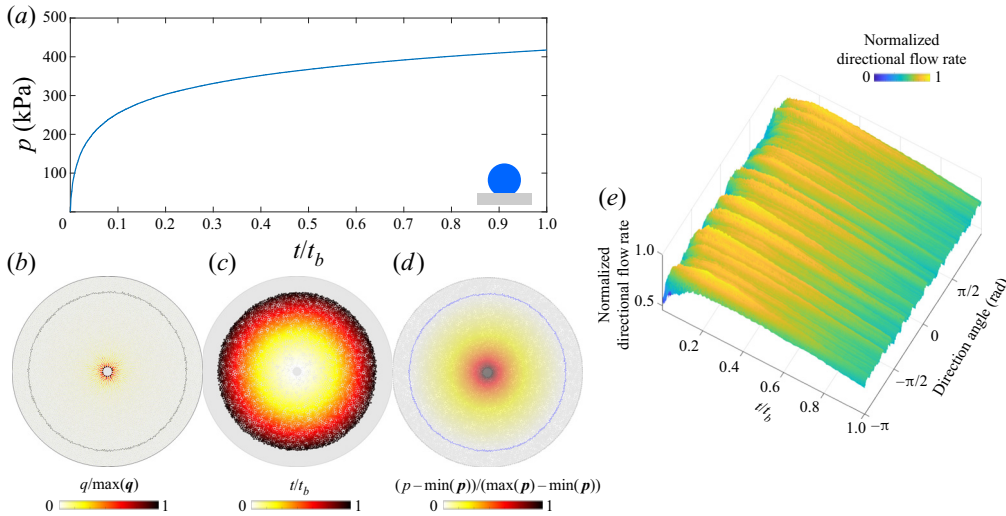 (a)
500
400
300
200
100
0
p (kPa)
0.1 0.2 0.3 0.4 0.5 0.6 0.7 0.8 0.9 1.0
t/t_b
(b)
(c)
(d)
q/max(q)
0 1
t/t_b
0 1
(p – min(p))/(max(p) – min(p))
0 1
(e)
Normalized
directional flow rate
0 1
Normalized
directional flow rate
1.0
0.5
0.2 0.4 0.6 0.8 1.0
t/t_b
−π −π/2 0 π/2
Direction angle (rad)